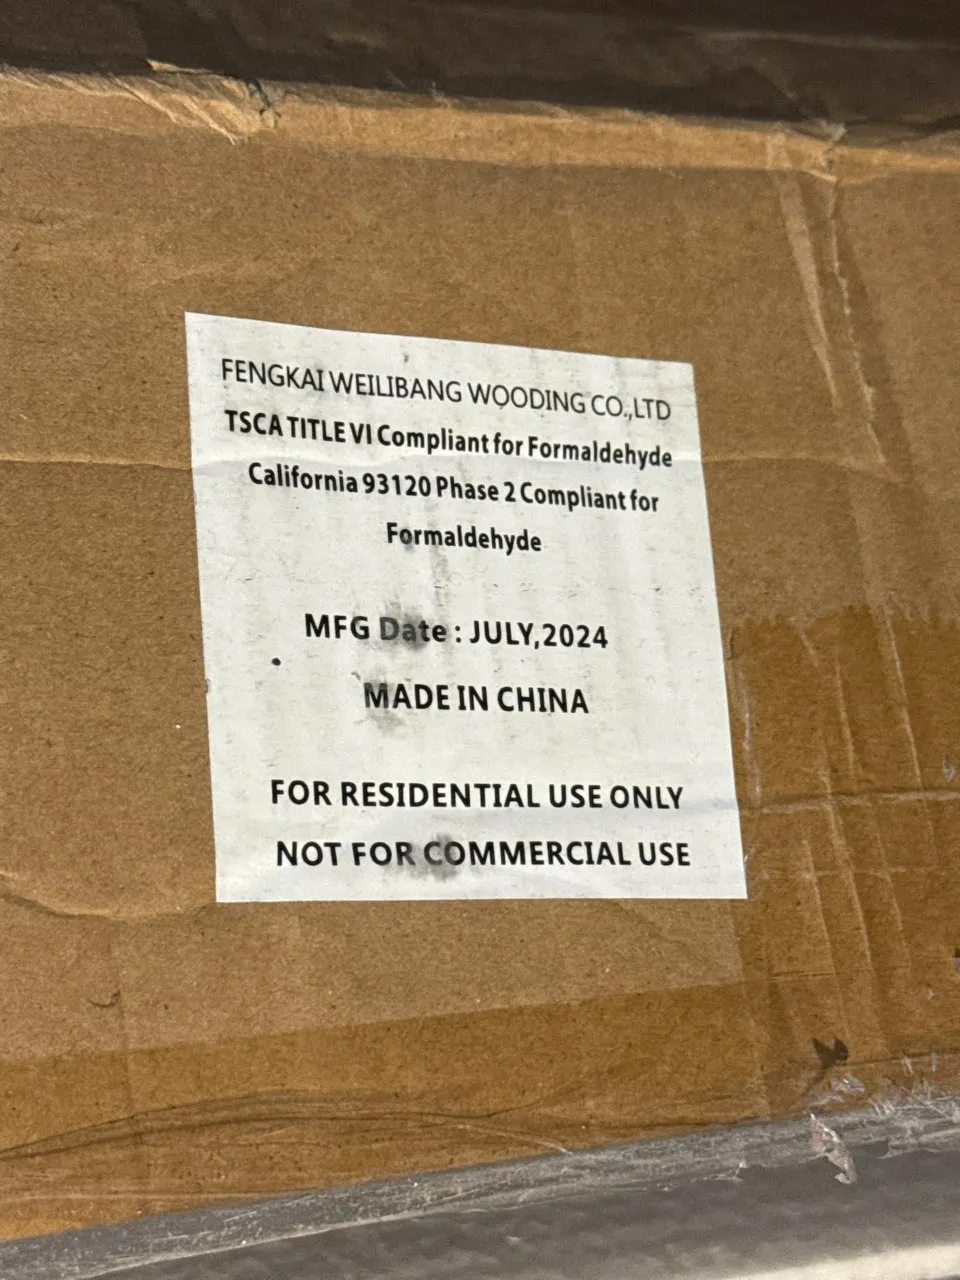 FENGKAI WEILIBANG WOODING CO.,LTD
TSCA TITLE VI Compliant for Formaldehyde
California 93120 Phase 2 Compliant for
Formaldehyde
MFG Date : JULY,2024
MADE IN CHINA
FOR RESIDENTIAL USE ONLY
NOT FOR COMMERCIAL USE